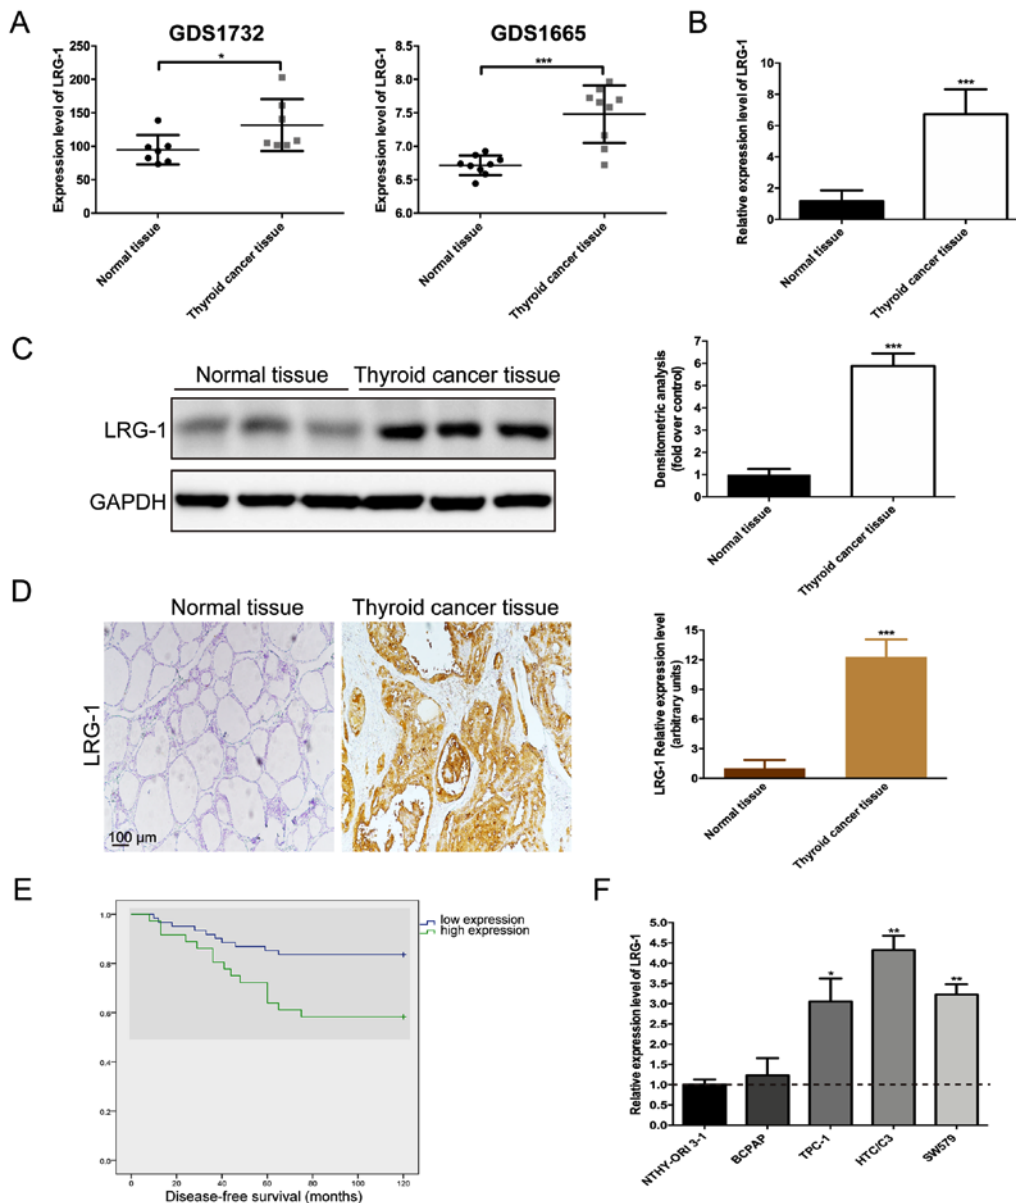 A
GDS1732
Expression level of LRG-1
250
200
150
100
50
0
*
Normal tissue
Thyroid cancer tissue
GDS1665
Expression level of LRG-1
8.5
8.0
7.5
7.0
6.5
6.0
***
Normal tissue
Thyroid cancer tissue
B
Relative expression level of LRG-1
8
6
4
2
0
***
Normal tissue
Thyroid cancer tissue
C
Normal tissue
Thyroid cancer tissue
LRG-1
GAPDH
Densitometric analysis
(fold over control)
7
6
5
4
3
2
1
0
***
Normal tissue
Thyroid cancer tissue
D
Normal tissue
Thyroid cancer tissue
LRG-1
100 µm
LRG-1 Relative expression level
(arbitrary units)
15
12
9
6
3
0
***
Normal tissue
Thyroid cancer tissue
E
1.0
0.8
0.6
0.4
0.2
0.0
0
20
40
60
80
100
120
Disease-free survival (months)
low expression
high expression
F
Relative expression level of LRG-1
5.0
4.5
4.0
3.5
3.0
2.5
2.0
1.5
1.0
0.5
0.0
*
**
**
NTHY-ORI 3-1
BCPAP
TPC-1
HTC/C3
SW579